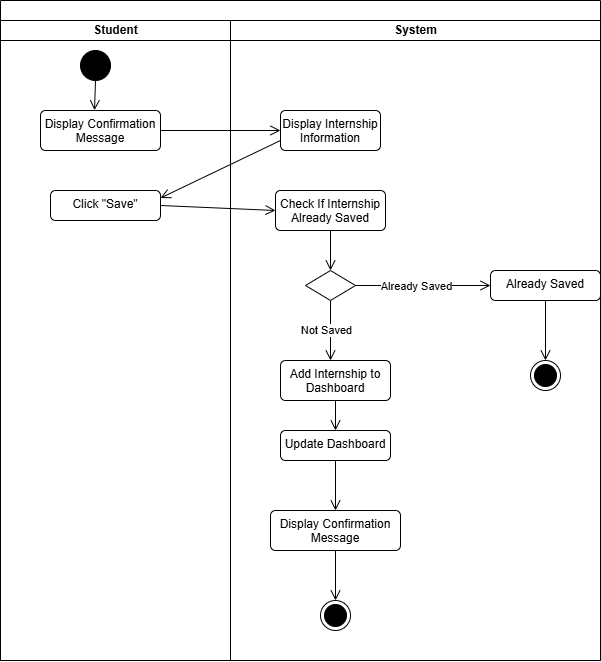 Student
System
Display Confirmation
Message
Display Internship
Information
Click "Save"
Check If Internship
Already Saved
Already Saved
Already Saved
Not Saved
Add Internship to
Dashboard
Update Dashboard
Display Confirmation
Message